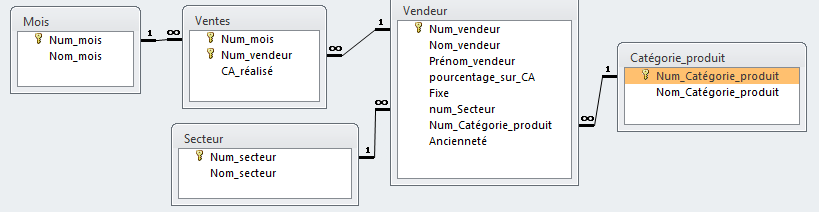 Mois
Num_mois
Nom_mois
1
∞
Ventes
Num_mois
Num_vendeur
CA_réalisé
∞
1
Vendeur
Num_vendeur
Nom_vendeur
Prénom_vendeur
pourcentage_sur_CA
Fixe
num_Secteur
Num_Catégorie_produit
Ancienneté
∞
1
Secteur
Num_secteur
Nom_secteur
∞
1
Catégorie_produit
Num_Catégorie_produit
Nom_Catégorie_produit